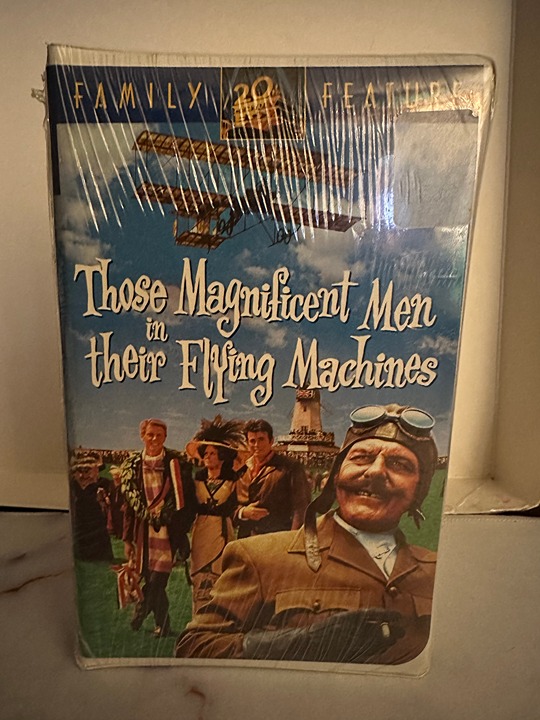 FAMILY 20 FEATURE
Those Magnificent Men
in
their Flying Machines